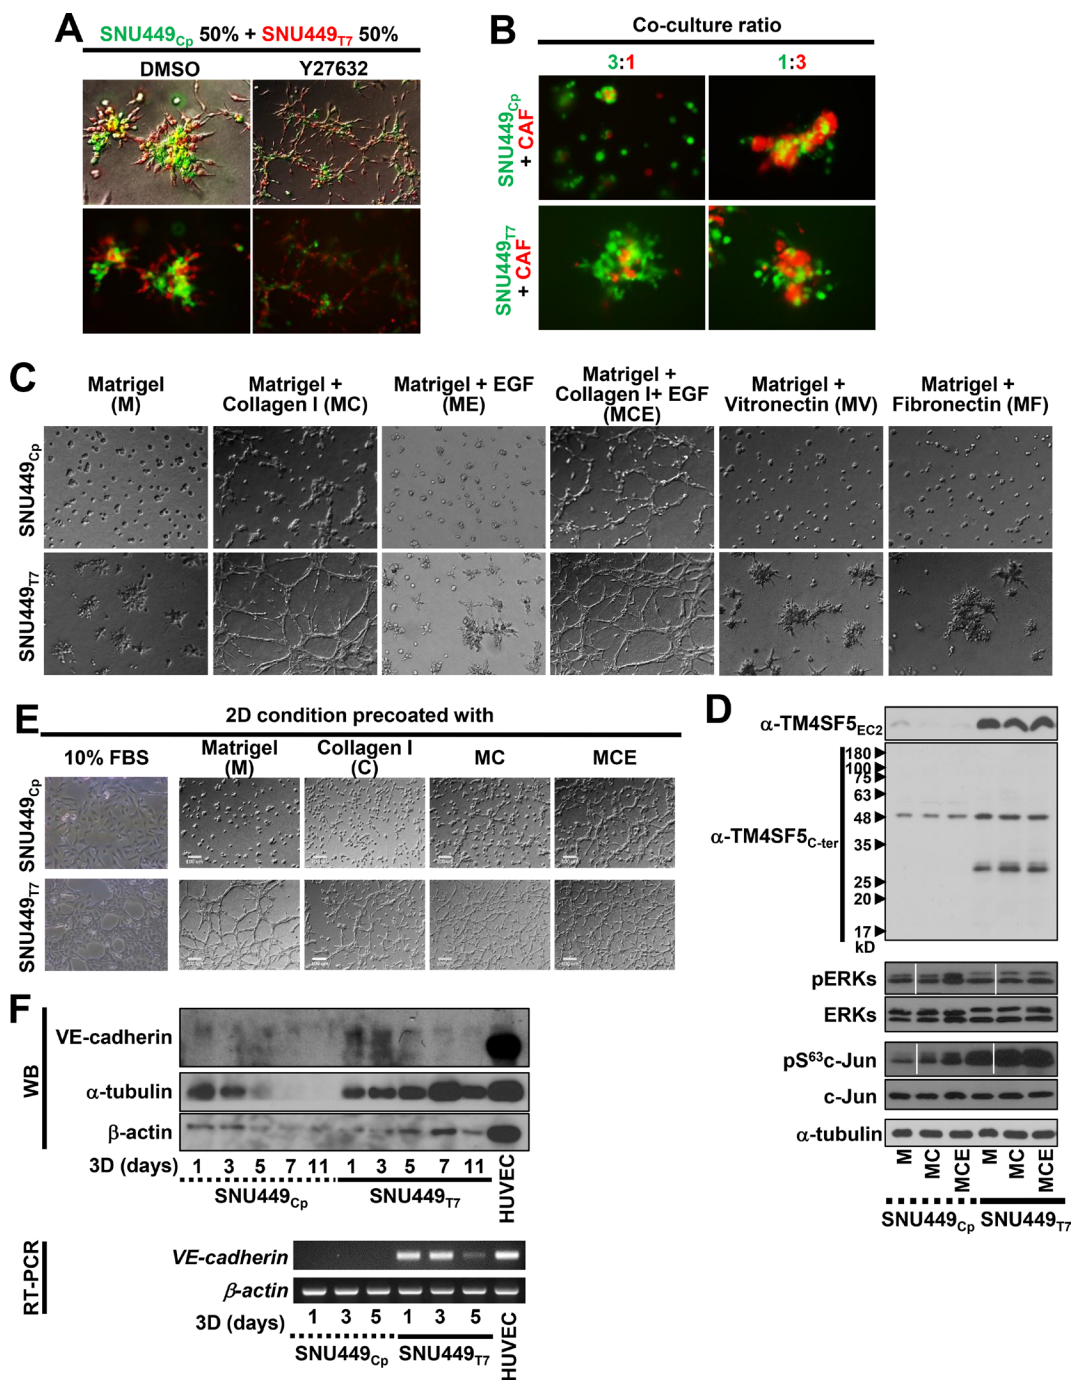 A
SNU449Cp 50% + SNU449T7 50%
DMSO
Y27632
B
Co-culture ratio
3:1
1:3
SNU449Cp
+ CAF
SNU449T7
+ CAF
C
Matrigel
(M)
Matrigel +
Collagen I (MC)
Matrigel + EGF
(ME)
Matrigel +
Collagen I+ EGF
(MCE)
Matrigel +
Vitronectin (MV)
Matrigel +
Fibronectin (MF)
SNU449Cp
SNU449T7
E
2D condition precoated with
10% FBS
Matrigel
(M)
Collagen I
(C)
MC
MCE
SNU449Cp
SNU449T7
D
α-TM4SF5EC2
α-TM4SF5C-ter
180
100
75
63
48
35
25
20
17
kD
pERKs
ERKs
pS63c-Jun
c-Jun
α-tubulin
M
MC
MCE
M
MC
MCE
SNU449Cp
SNU449T7
F
WB
VE-cadherin
α-tubulin
β-actin
3D (days) 1 3 5 7 11 1 3 5 7 11
HUVEC
SNU449Cp
SNU449T7
RT-PCR
VE-cadherin
β-actin
3D (days) 1 3 5 1 3 5
HUVEC
SNU449Cp
SNU449T7